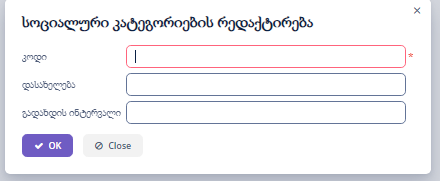 ×
სოციალური კატეგორიების რედაქტირება
კოდი *
დასახელება
გადახდის ინტერვალი
OK Close